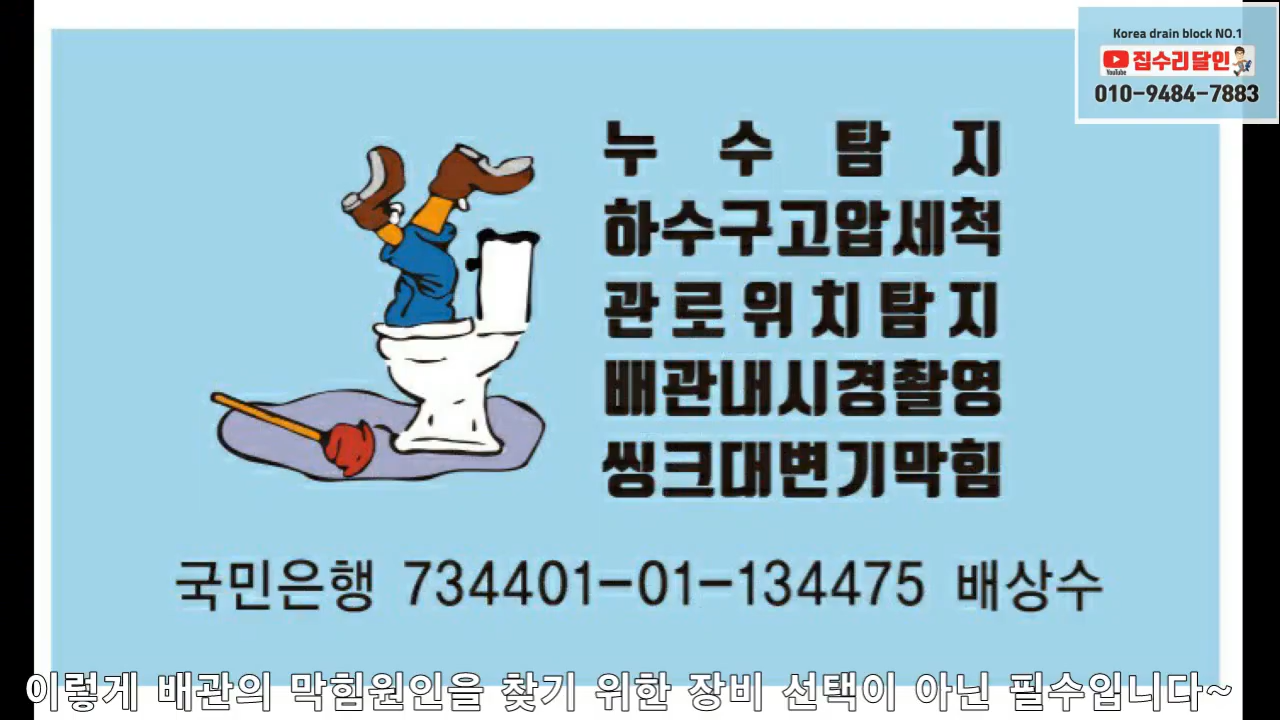 Korea drain block NO.1
YouTube 집수리달인
010-9484-7883
누수탐지
하수구고압세척
관로위치탐지
배관내시경촬영
씽크대변기막힘
국민은행 734401-01-134475 배상수
이렇게 배관의 막힘원인을 찾기 위한 장비 선택이 아닌 필수입니다~